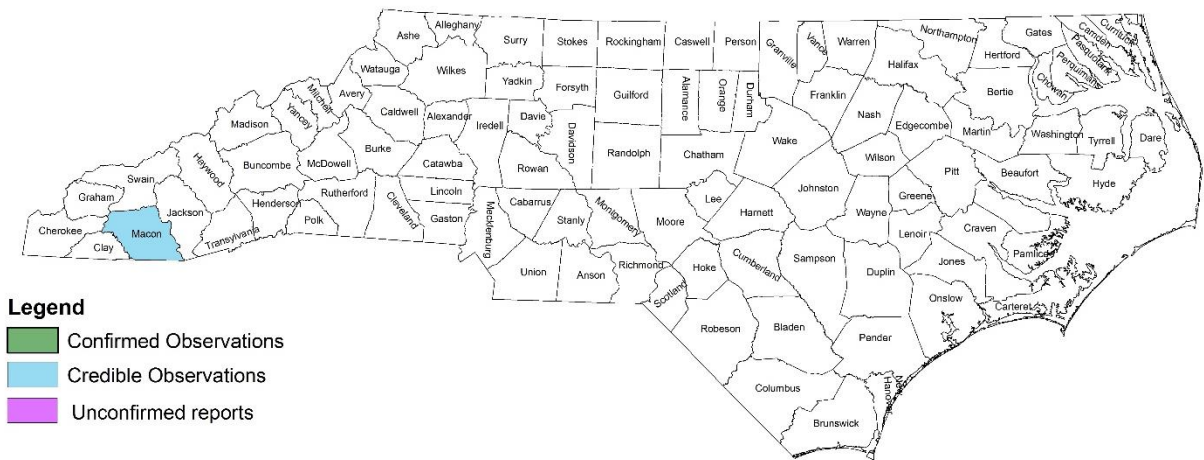 Alleghany
Ashe
Surry
Stokes
Rockingham
Caswell
Person
Granville
Vance
Warren
Northampton
Gates
Camden
Currituck
Pasquotank
Perquimans
Chowan
Hertford
Halifax
Bertie
Watauga
Wilkes
Yadkin
Forsyth
Guilford
Alamance
Orange
Durham
Franklin
Nash
Edgecombe
Martin
Washington
Tyrrell
Dare
Mitchell
Avery
Yancey
Madison
Caldwell
Alexander
Iredell
Davie
Davidson
Randolph
Chatham
Wake
Wilson
Pitt
Beaufort
Hyde
Haywood
Buncombe
McDowell
Burke
Catawba
Rowan
Swain
Graham
Jackson
Henderson
Rutherford
Polk
Cleveland
Lincoln
Gaston
Mecklenburg
Cabarrus
Stanly
Montgomery
Moore
Lee
Harnett
Johnston
Wayne
Greene
Lenoir
Craven
Pamlico
Cherokee
Clay
Macon
Transylvania
Union
Anson
Richmond
Scotland
Hoke
Cumberland
Sampson
Duplin
Jones
Onslow
Carteret
Robeson
Bladen
Pender
Columbus
New
Hanover
Brunswick
Legend
Confirmed Observations
Credible Observations
Unconfirmed reports